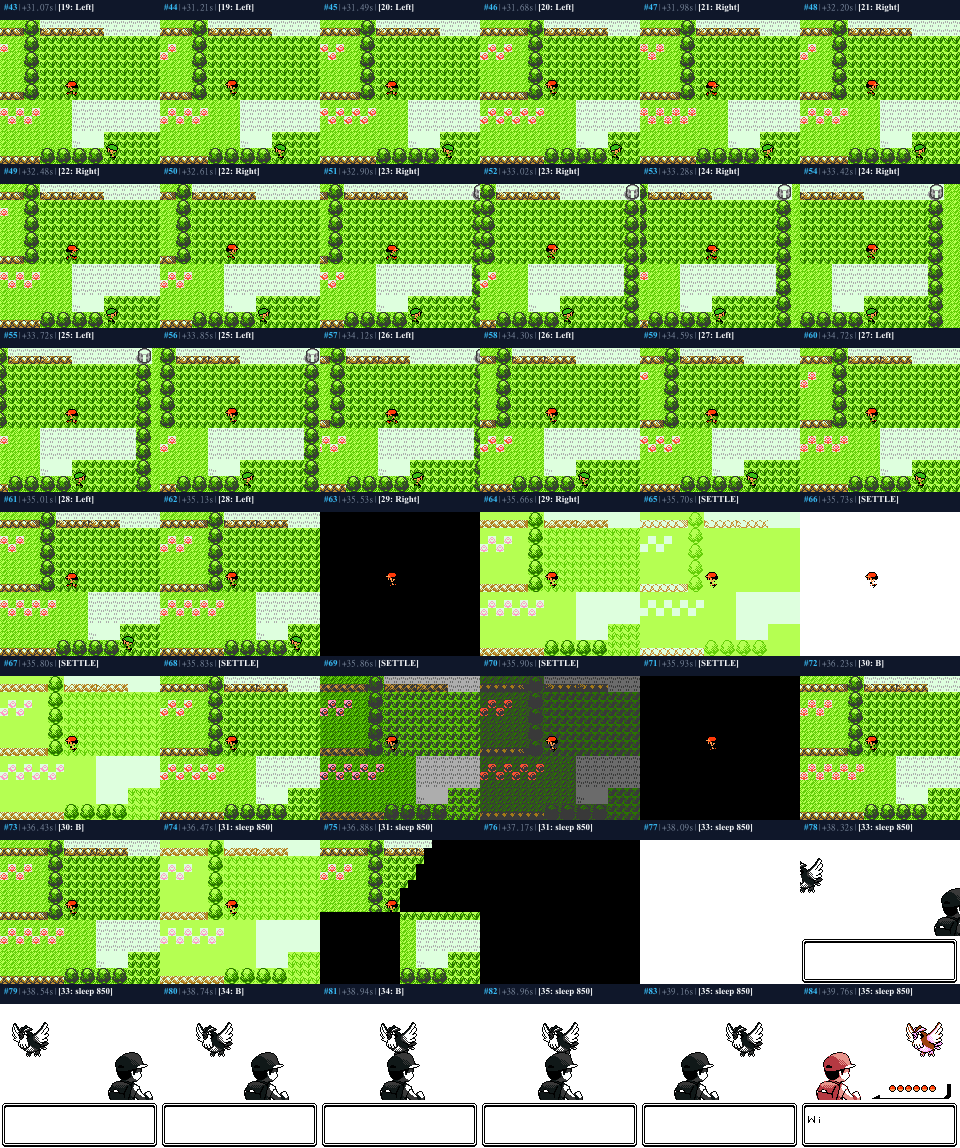 #43|+31.07s|[19: Left] #44|+31.21s|[19: Left] #45|+31.49s|[20: Left] #46|+31.68s|[20: Left] #47|+31.98s|[21: Right] #48|+32.20s|[21: Right]
#49|+32.48s|[22: Right] #50|+32.61s|[22: Right] #51|+32.90s|[23: Right] #52|+33.02s|[23: Right] #53|+33.28s|[24: Right] #54|+33.42s|[24: Right]
#55|+33.72s|[25: Left] #56|+33.85s|[25: Left] #57|+34.12s|[26: Left] #58|+34.30s|[26: Left] #59|+34.59s|[27: Left] #60|+34.72s|[27: Left]
#61|+35.01s|[28: Left] #62|+35.13s|[28: Left] #63|+35.53s|[29: Right] #64|+35.66s|[29: Right] #65|+35.70s|[SETTLE] #66|+35.73s|[SETTLE]
#67|+35.80s|[SETTLE] #68|+35.83s|[SETTLE] #69|+35.86s|[SETTLE] #70|+35.90s|[SETTLE] #71|+35.93s|[SETTLE] #72|+36.23s|[30: B]
#73|+36.43s|[30: B] #74|+36.47s|[31: sleep 850] #75|+36.88s|[31: sleep 850] #76|+37.17s|[31: sleep 850] #77|+38.09s|[33: sleep 850] #78|+38.32s|[33: sleep 850]
#79|+38.54s|[33: sleep 850] #80|+38.74s|[34: B] #81|+38.94s|[34: B] #82|+38.96s|[35: sleep 850] #83|+39.16s|[35: sleep 850] #84|+39.76s|[35: sleep 850]
Wi